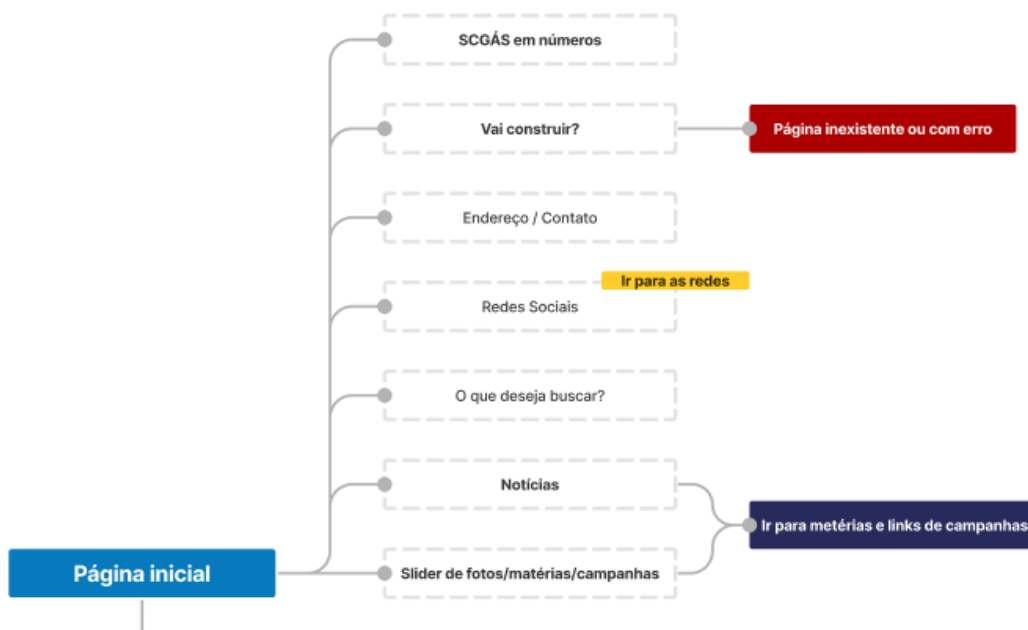 SCGÁS em números
Vai construir?
Página inexistente ou com erro
Endereço / Contato
Ir para as redes
Redes Sociais
O que deseja buscar?
Notícias
Ir para metérias e links de campanhas
Página inicial
Slider de fotos/matérias/campanhas